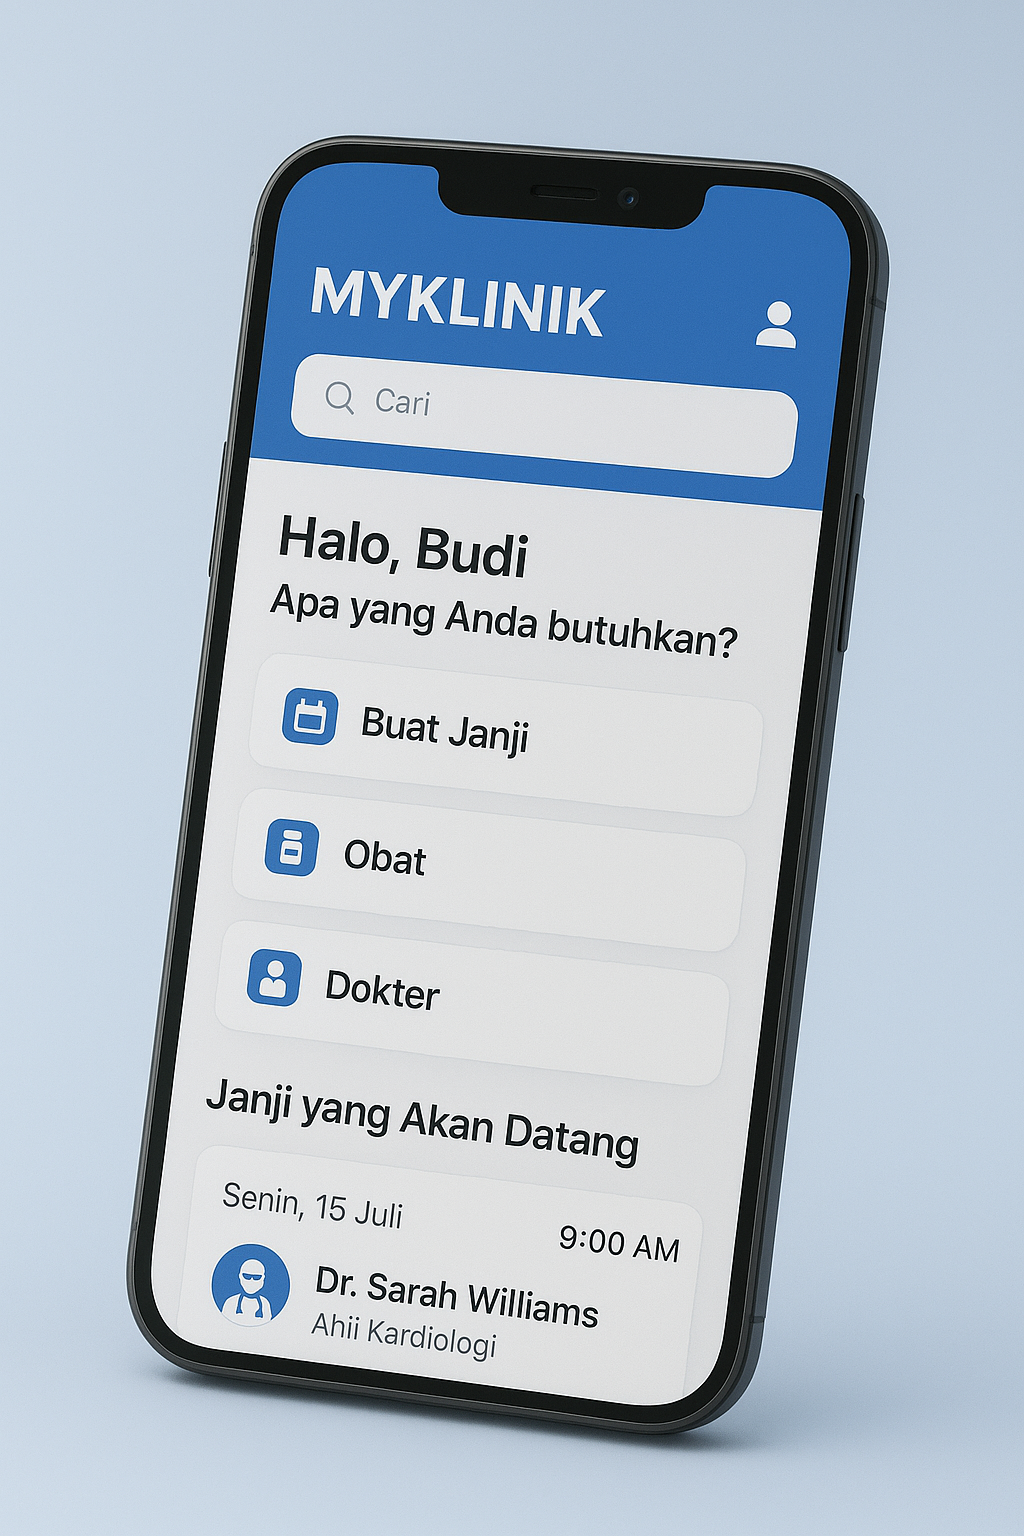 MYKLINIK
Cari
Halo, Budi
Apa yang Anda butuhkan?
Buat Janji
Obat
Dokter
Janji yang Akan Datang
Senin, 15 Juli
9:00 AM
Dr. Sarah Williams
Ahii Kardiologi